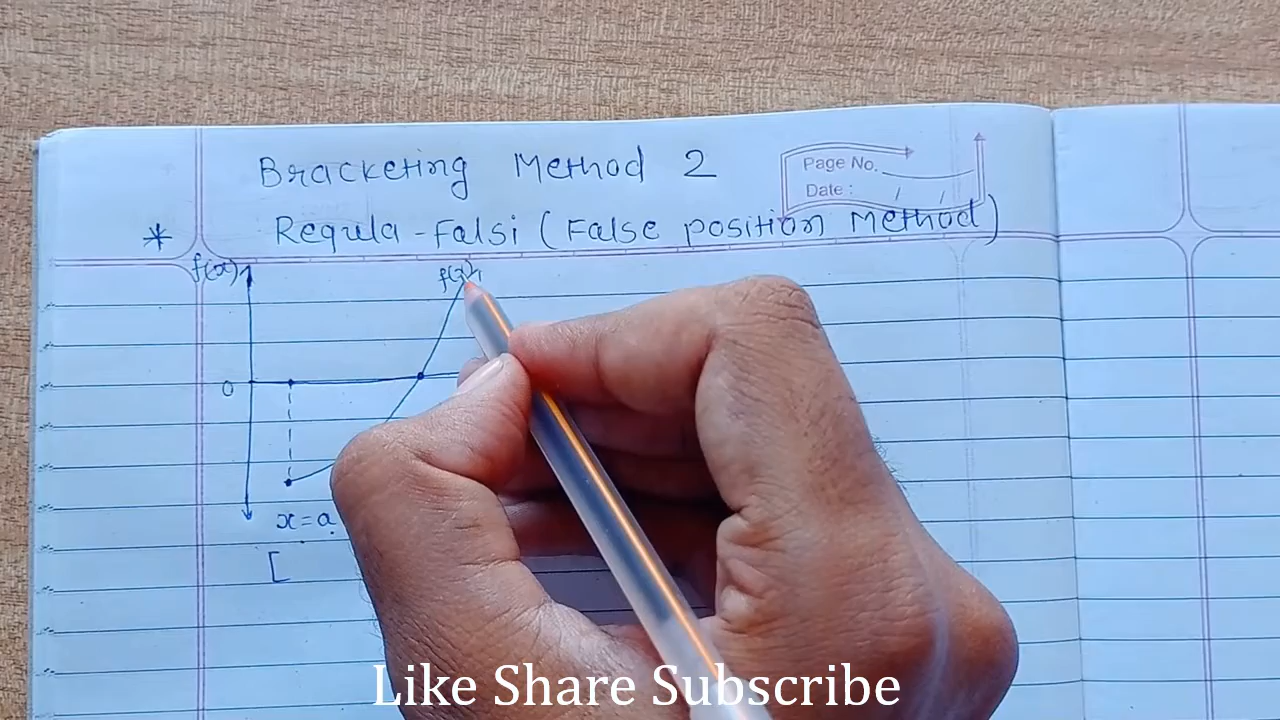 Bracketing Method 2
Page No.
Date : / /
* Regula-Falsi (False position Method)
f(x)
f(x)
0
x=a
[
Like Share Subscribe